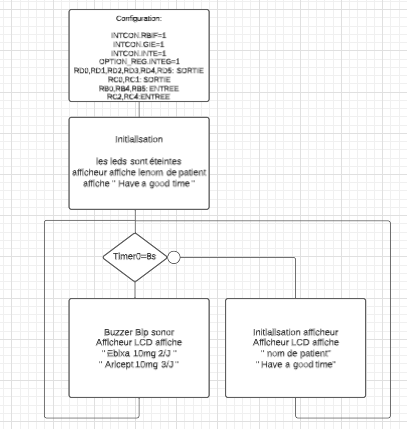 Configuration:
INTCON.RBIF=1
INTCON.GIE=1
INTCON.INTE=1
OPTION_REG.INTEG=1
RD0,RD1,RD2,RD3,RD4,RD5: SORTIE
RC0,RC1: SORTIE
RB0,RB4,RB5: ENTREE
RC2,RC4:ENTREE
Initialisation
les leds sont éteintes
afficheur affiche lenom de patient
affiche " Have a good time "
Timer0=8s
Buzzer Bip sonor
Afficheur LCD affiche
" Ebixa 10mg 2/J "
" Aricept 10mg 3/J "
Initialisation afficheur
Afficheur LCD affiche
" nom de patient"
" Have a good time"